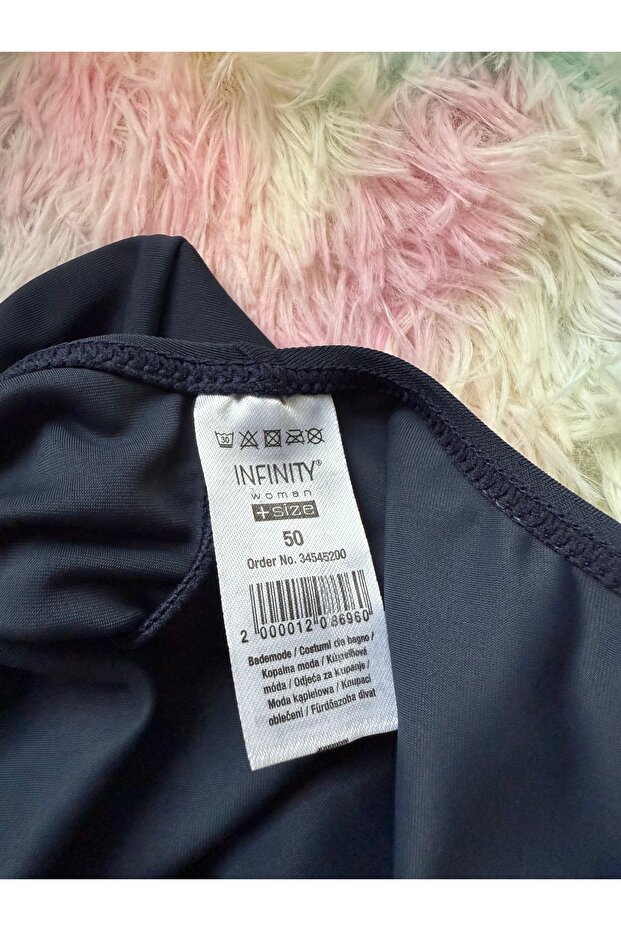 30
INFINITY®
woman
+size
50
Order No. 34545200
2 000012 086960
Bademode / Costumi da bagno /
Kopalna moda / Kúpeľňová
móda / Odjeća za kupanje /
Moda kąpielowa / Koupací
oblečení / Fürdőszoba divat